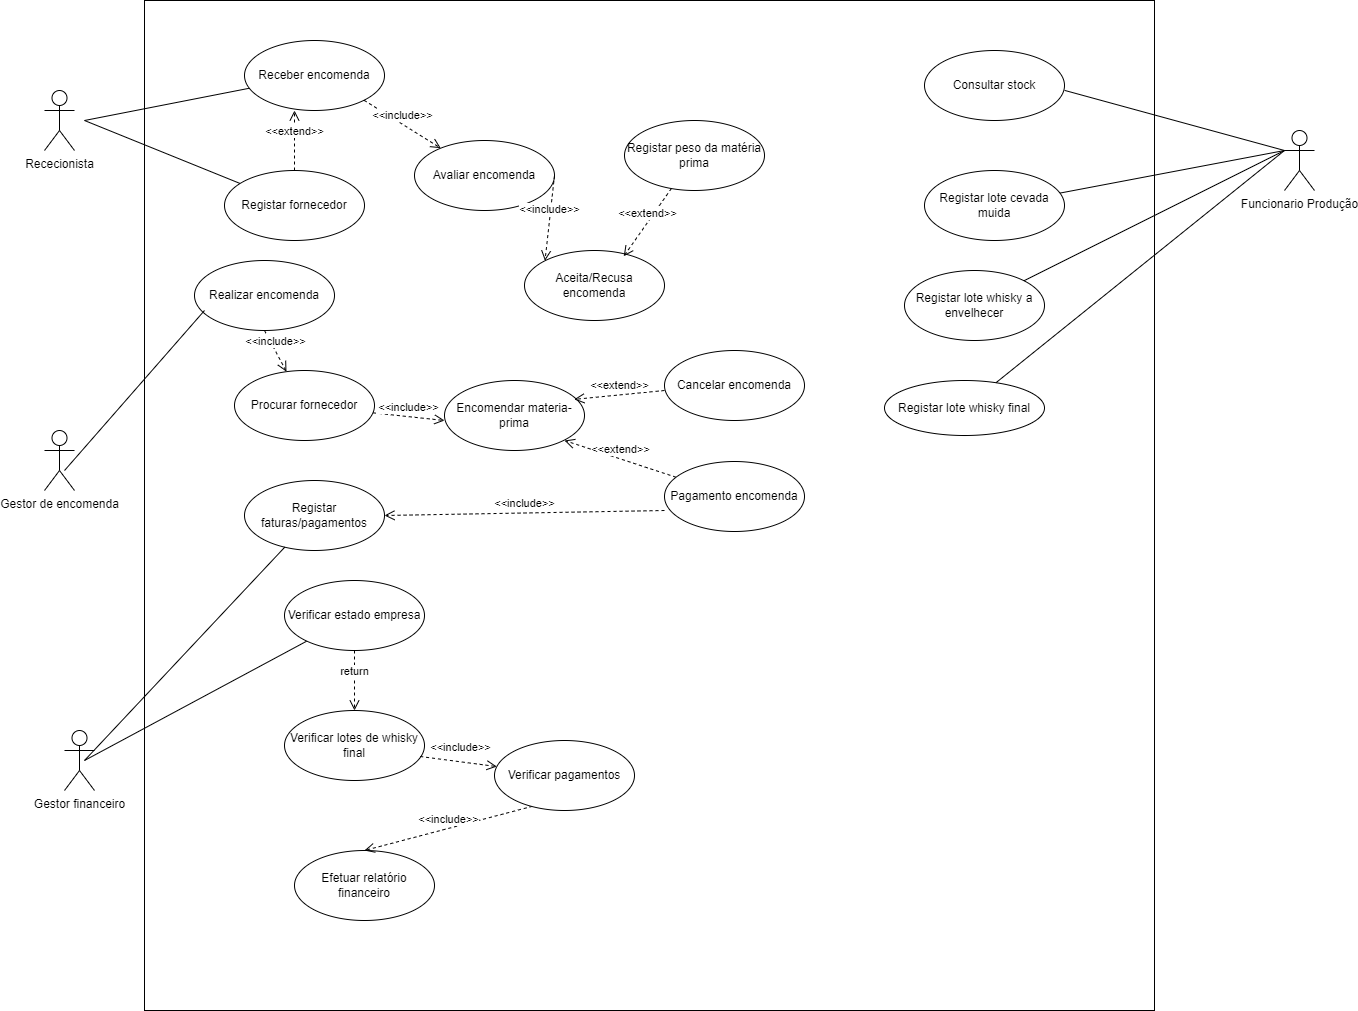 Receber encomenda
<<include>>
<<extend>>
Rececionista
Registar fornecedor
Avaliar encomenda
<<include>>
Registar peso da matéria
prima
<<extend>>
Aceita/Recusa
encomenda
Consultar stock
Registar lote cevada
muida
Funcionario Produção
Registar lote whisky a
envelhecer
Registar lote whisky final
Realizar encomenda
<<include>>
Procurar fornecedor
<<include>>
Encomendar materia-
prima
<<extend>>
Cancelar encomenda
<<extend>>
Pagamento encomenda
Gestor de encomenda
Registar
faturas/pagamentos
<<include>>
Verificar estado empresa
return
Verificar lotes de whisky
final
<<include>>
Verificar pagamentos
Gestor financeiro
<<include>>
Efetuar relatório
financeiro